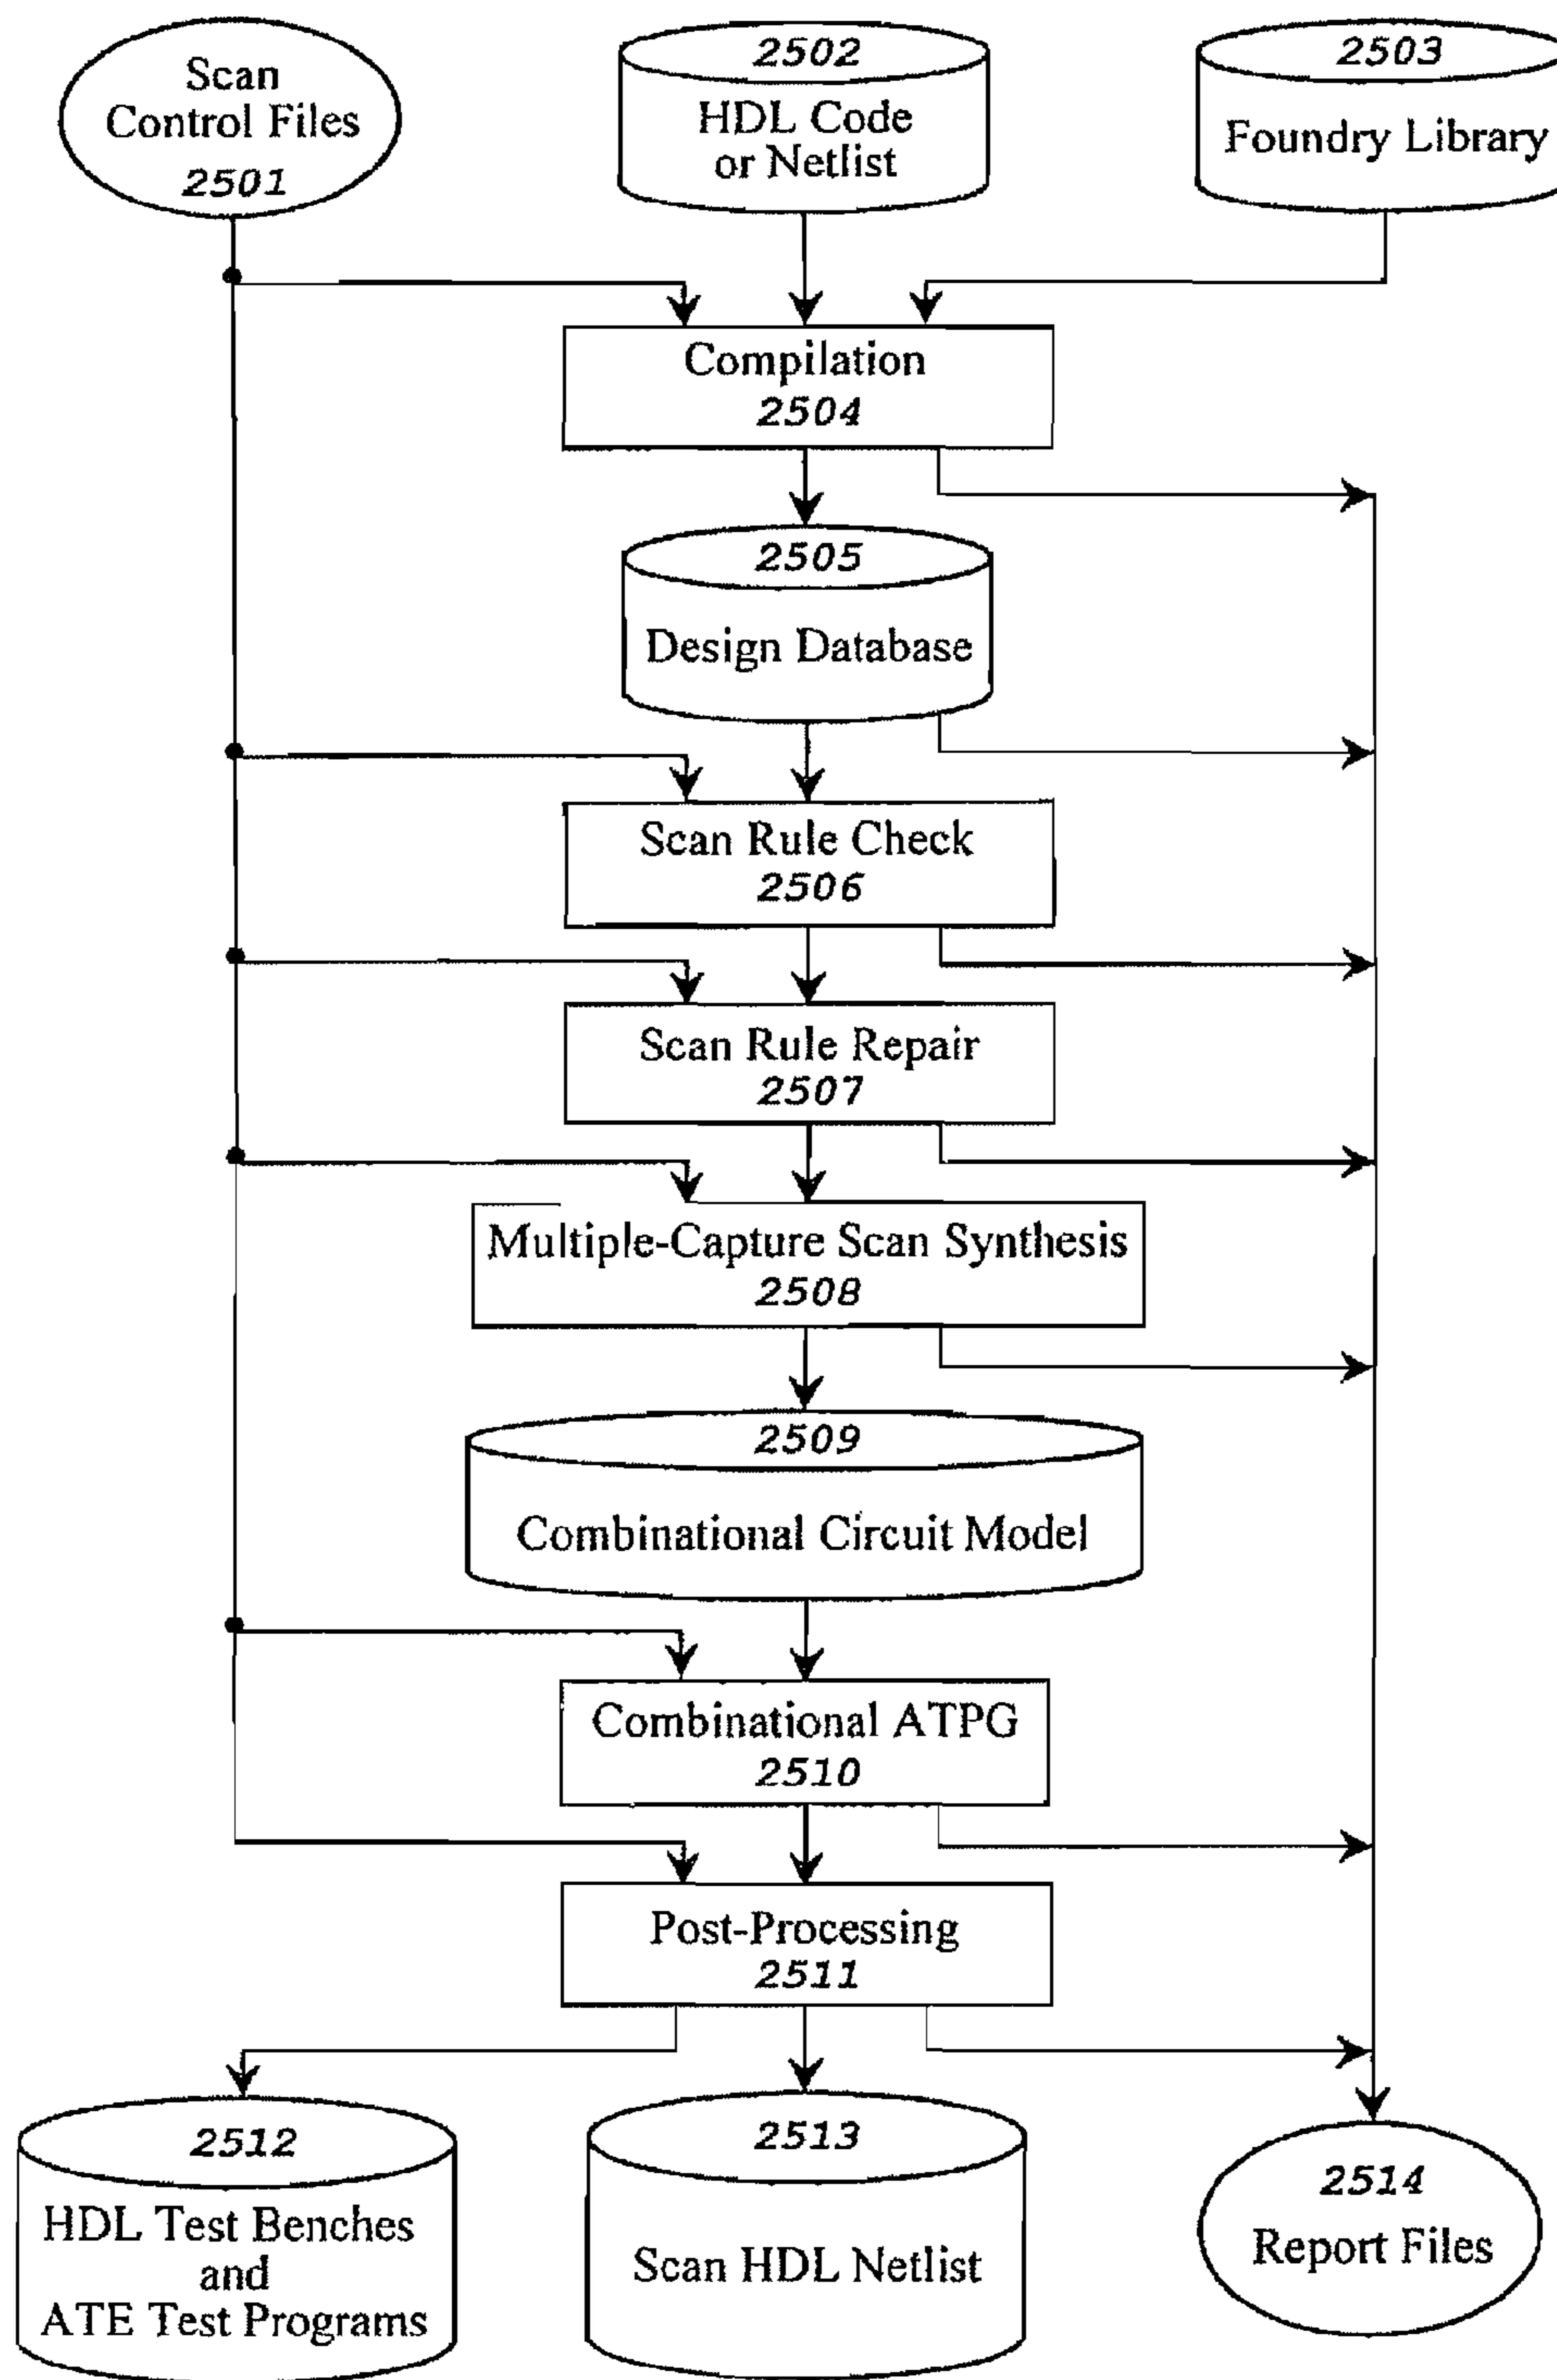 Scan
Control Files
2501
2502
HDL Code
or Netlist
2503
Foundry Library
Compilation
2504
2505
Design Database
Scan Rule Check
2506
Scan Rule Repair
2507
Multiple-Capture Scan Synthesis
2508
2509
Combinational Circuit Model
Combinational ATPG
2510
Post-Processing
2511
2512
HDL Test Benches
and
ATE Test Programs
2513
Scan HDL Netlist
2514
Report Files